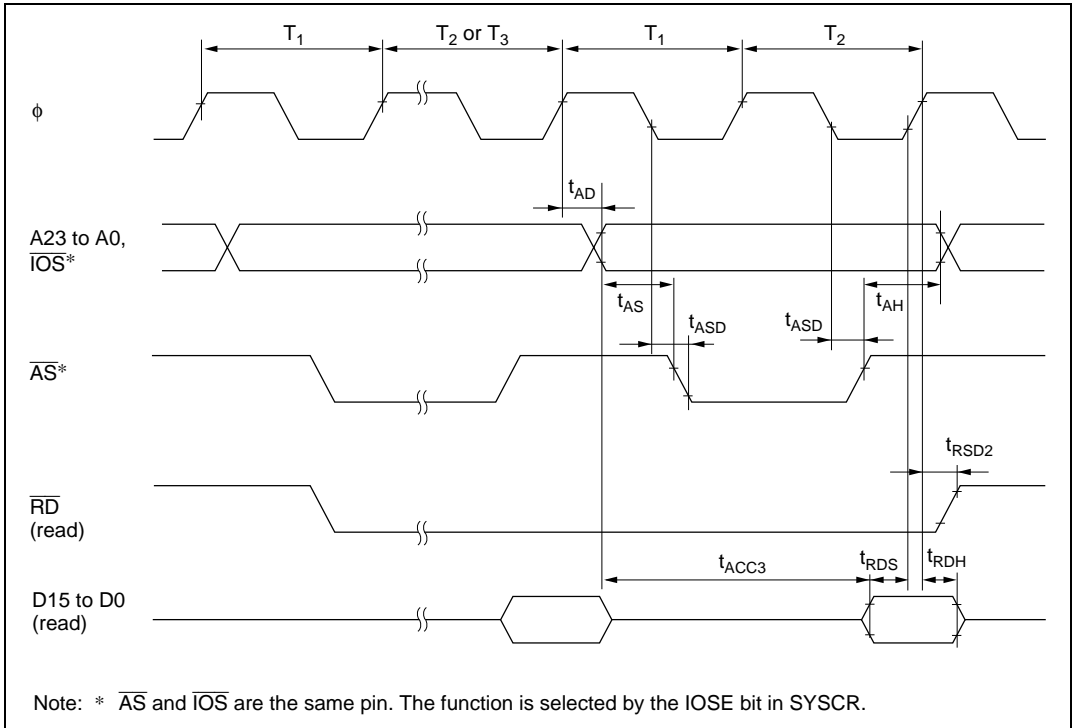 T1 T2 or T3 T1 T2
ϕ
tAD
A23 to A0,
IOS*
tAS tAH
tASD tASD
AS*
tRSD2
RD
(read)
tACC3 tRDS tRDH
D15 to D0
(read)
Note: * AS and IOS are the same pin. The function is selected by the IOSE bit in SYSCR.